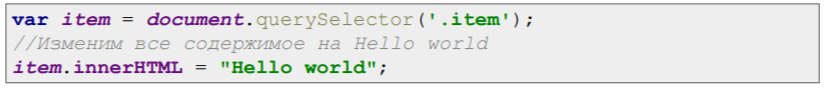 var item = document.querySelector('.item');
//Изменим все содержимое на Hello world
item.innerHTML = "Hello world";